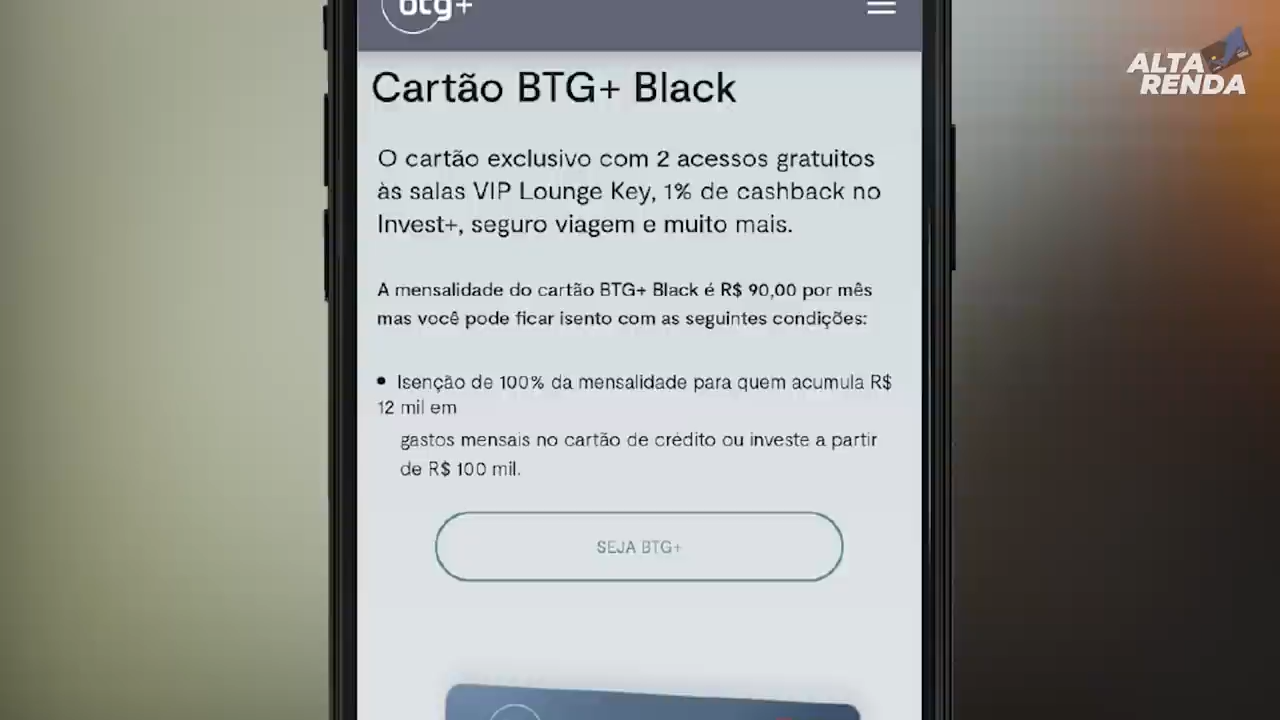 btg+
ALTA
RENDA
Cartão BTG+ Black
O cartão exclusivo com 2 acessos gratuitos
às salas VIP Lounge Key, 1% de cashback no
Invest+, seguro viagem e muito mais.
A mensalidade do cartão BTG+ Black é R$ 90,00 por mês
mas você pode ficar isento com as seguintes condições:
• Isenção de 100% da mensalidade para quem acumula R$
12 mil em
gastos mensais no cartão de crédito ou investe a partir
de R$ 100 mil.
SEJA BTG+